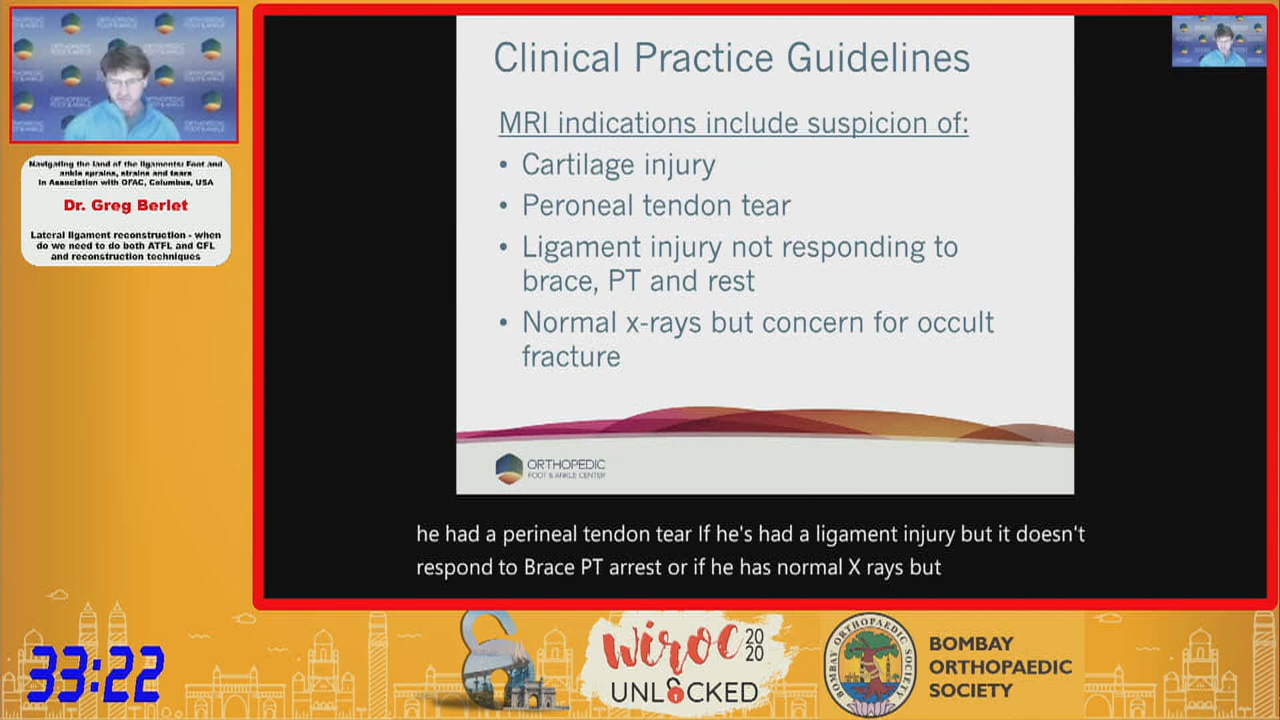 Navigating the land of the ligaments: Foot and
ankle sprains, strains and tears
In Association with OFAC, Columbus, USA
Dr. Greg Berlet
Lateral ligament reconstruction - when
do we need to do both ATFL and CFL
and reconstruction techniques
Clinical Practice Guidelines
MRI indications include suspicion of:
• Cartilage injury
• Peroneal tendon tear
• Ligament injury not responding to
brace, PT and rest
• Normal x-rays but concern for occult
fracture
ORTHOPEDIC
FOOT & ANKLE CENTER
he had a perineal tendon tear If he's had a ligament injury but it doesn't
respond to Brace PT arrest or if he has normal X rays but
33:22
WIROC 20
20
UNLOCKED
BOMBAY ORTHOPAEDIC SOCIETY
BOMBAY
ORTHOPAEDIC
SOCIETY